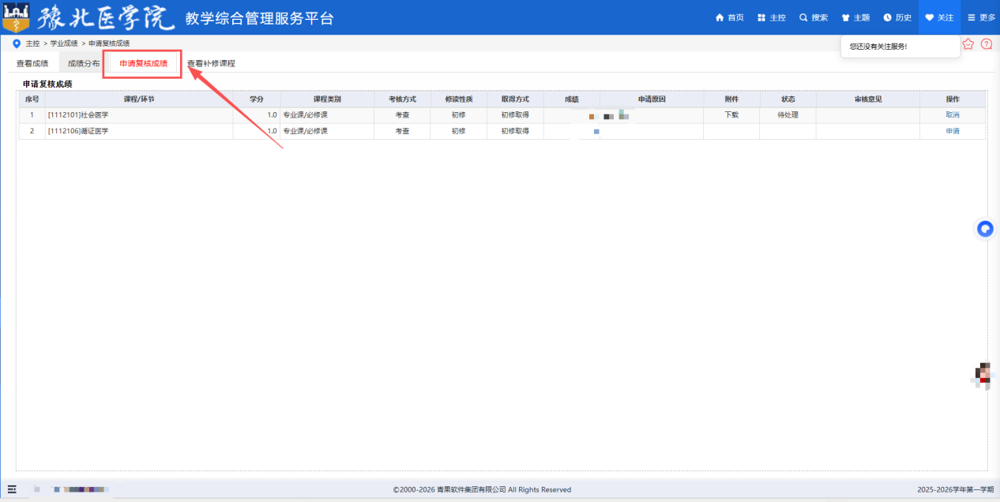 豫北医学院 教学综合管理服务平台 首页 主控 搜索 主题 历史 关注 更多
主控 > 学业成绩 > 申请复核成绩
您还没有关注服务!
查看成绩 成绩分布 申请复核成绩 查看补修课程
申请复核成绩
序号 课程/环节 学分 课程类别 考核方式 修读性质 取得方式 成绩 申请原因 附件 状态 审核意见 操作
1 [1112101]社会医学 1.0 专业课/必修课 考查 初修 初修取得 下载 待处理 取消
2 [1112106]循证医学 1.0 专业课/必修课 考查 初修 初修取得 申请
©2000-2026 青果软件集团有限公司 All Rights Reserved 2025-2026学年第一学期